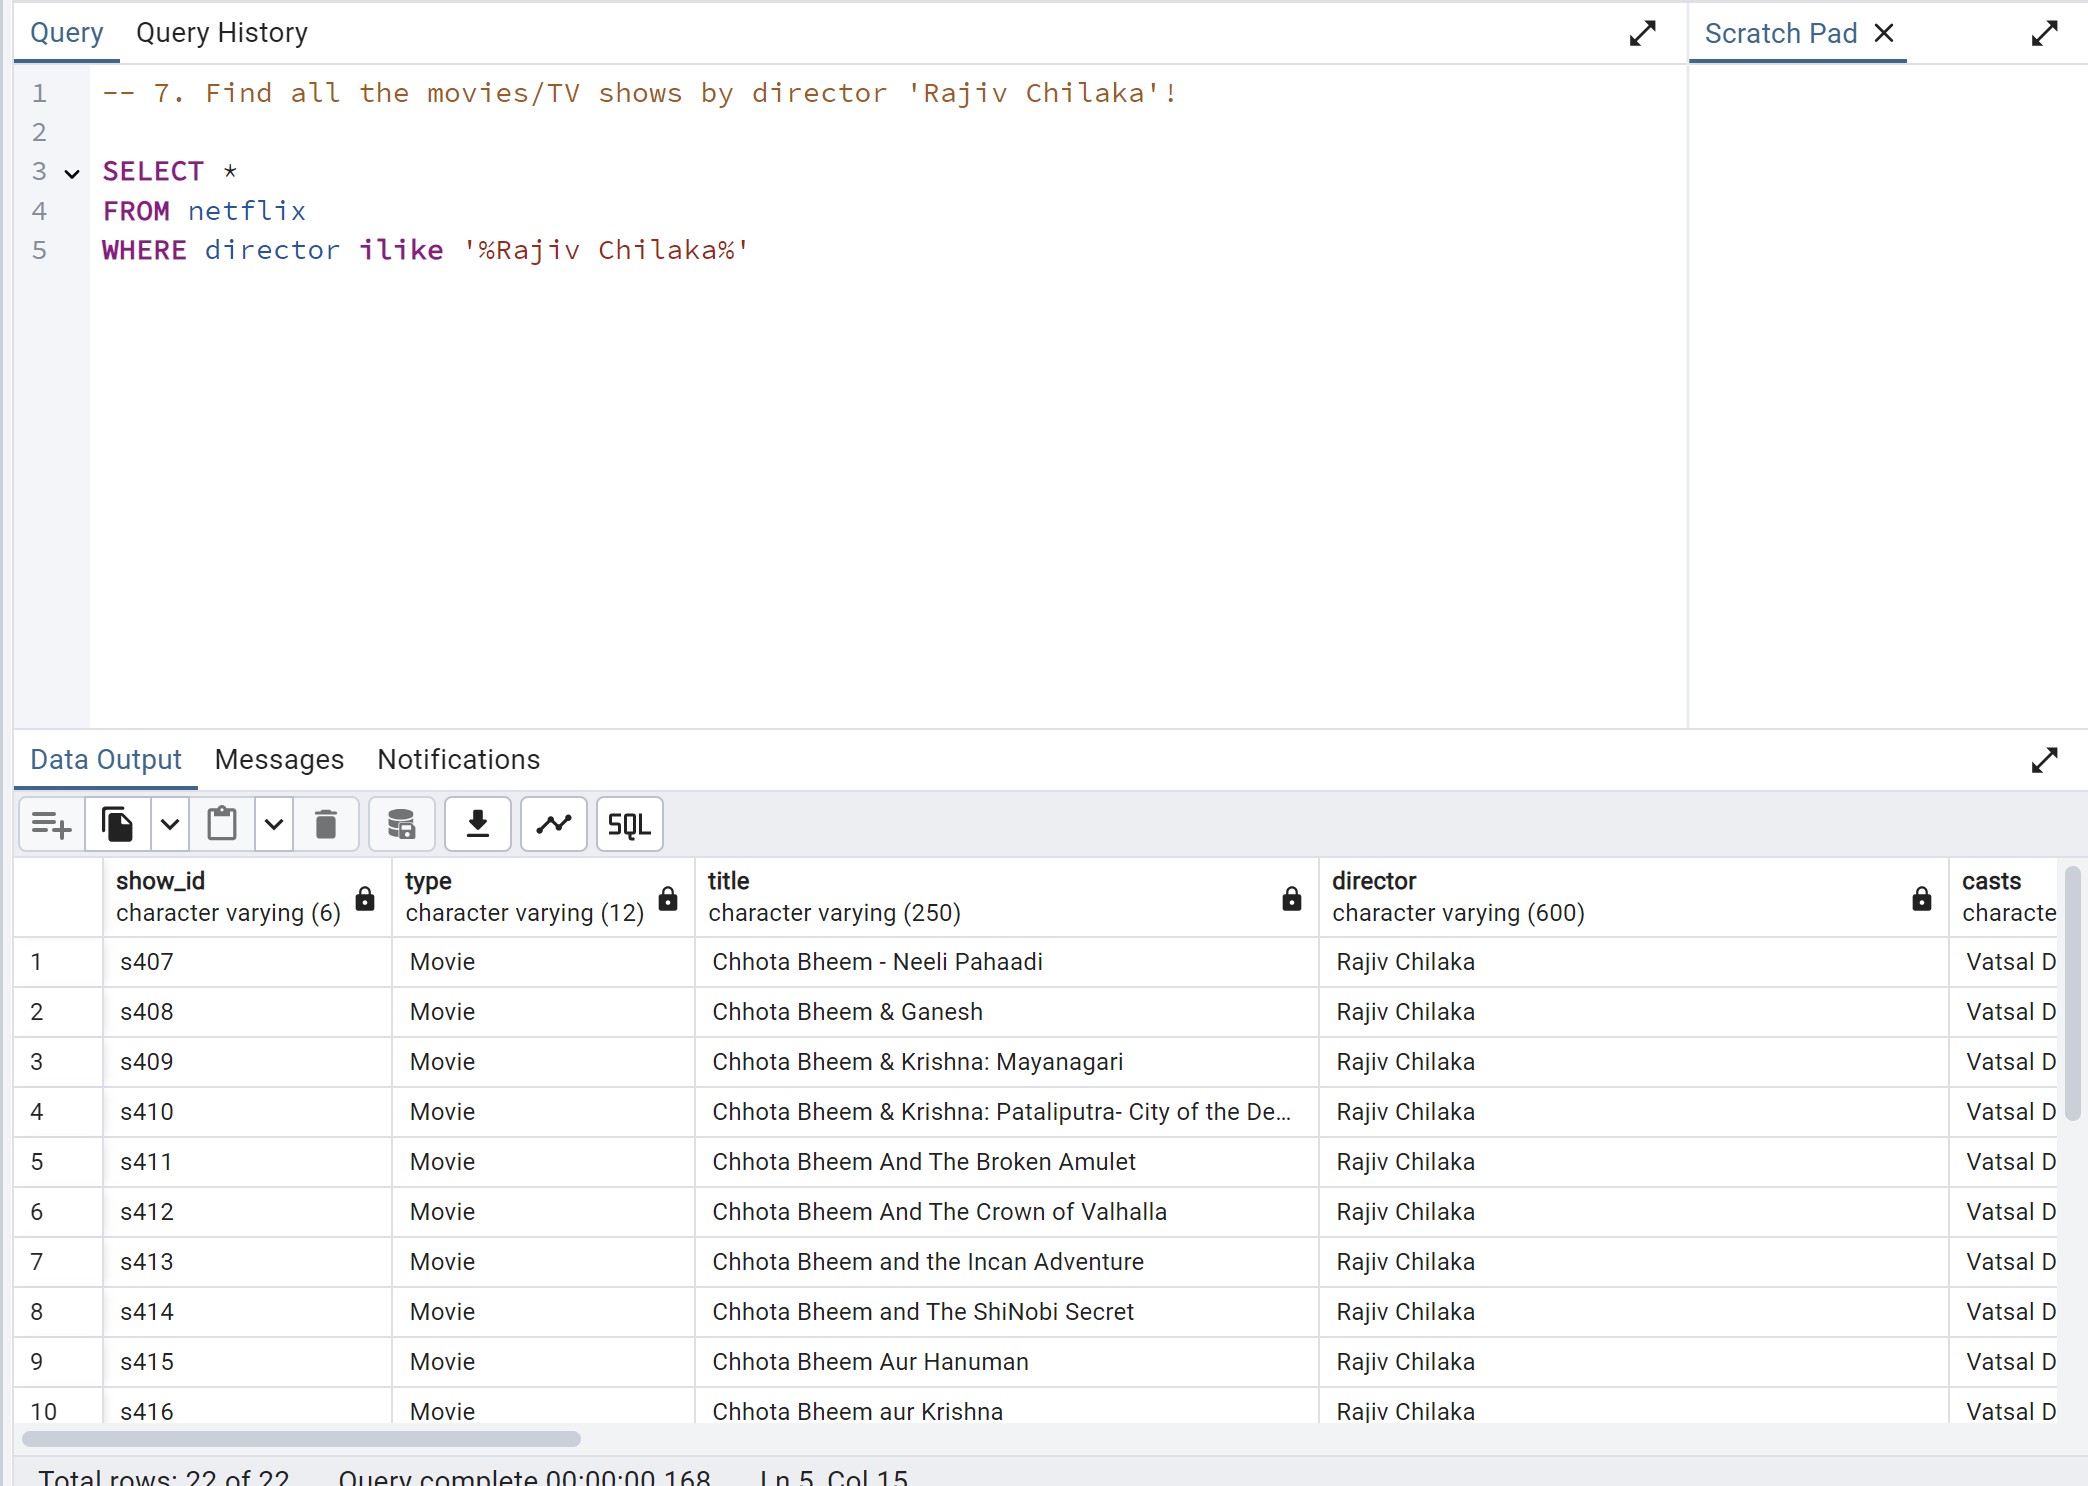 Query Query History Scratch Pad
1 -- 7. Find all the movies/TV shows by director 'Rajiv Chilaka'!
2
3 SELECT *
4 FROM netflix
5 WHERE director ilike '%Rajiv Chilaka%'
Data Output Messages Notifications
SQL
show_id type title director casts
character varying (6) character varying (12) character varying (250) character varying (600) characte
1 s407 Movie Chhota Bheem - Neeli Pahaadi Rajiv Chilaka Vatsal D
2 s408 Movie Chhota Bheem & Ganesh Rajiv Chilaka Vatsal D
3 s409 Movie Chhota Bheem & Krishna: Mayanagari Rajiv Chilaka Vatsal D
4 s410 Movie Chhota Bheem & Krishna: Pataliputra- City of the De... Rajiv Chilaka Vatsal D
5 s411 Movie Chhota Bheem And The Broken Amulet Rajiv Chilaka Vatsal D
6 s412 Movie Chhota Bheem And The Crown of Valhalla Rajiv Chilaka Vatsal D
7 s413 Movie Chhota Bheem and the Incan Adventure Rajiv Chilaka Vatsal D
8 s414 Movie Chhota Bheem and The ShiNobi Secret Rajiv Chilaka Vatsal D
9 s415 Movie Chhota Bheem Aur Hanuman Rajiv Chilaka Vatsal D
10 s416 Movie Chhota Bheem aur Krishna Rajiv Chilaka Vatsal D
Total rows: 22 of 22 Query complete 00:00:00.168 Ln 5, Col 15